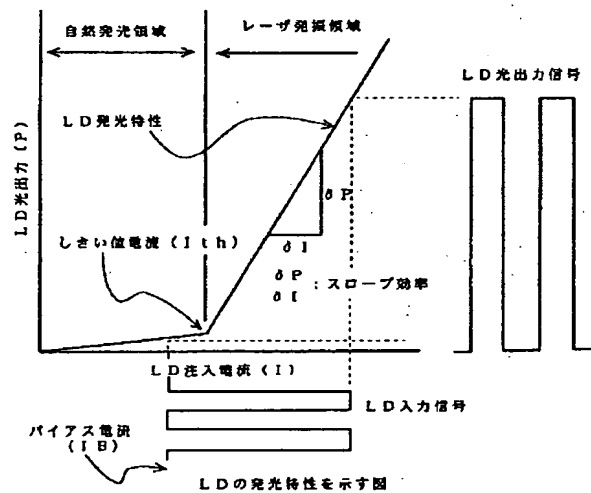 自然発光領域
レーザ発振領域
LD光出力信号
LD発光特性
LD光出力(P)
δP
しきい値電流(Ith)
δI
δP
δI
:スロープ効率
LD注入電流(I)
LD入力信号
バイアス電流
(IB)
LDの発光特性を示す図